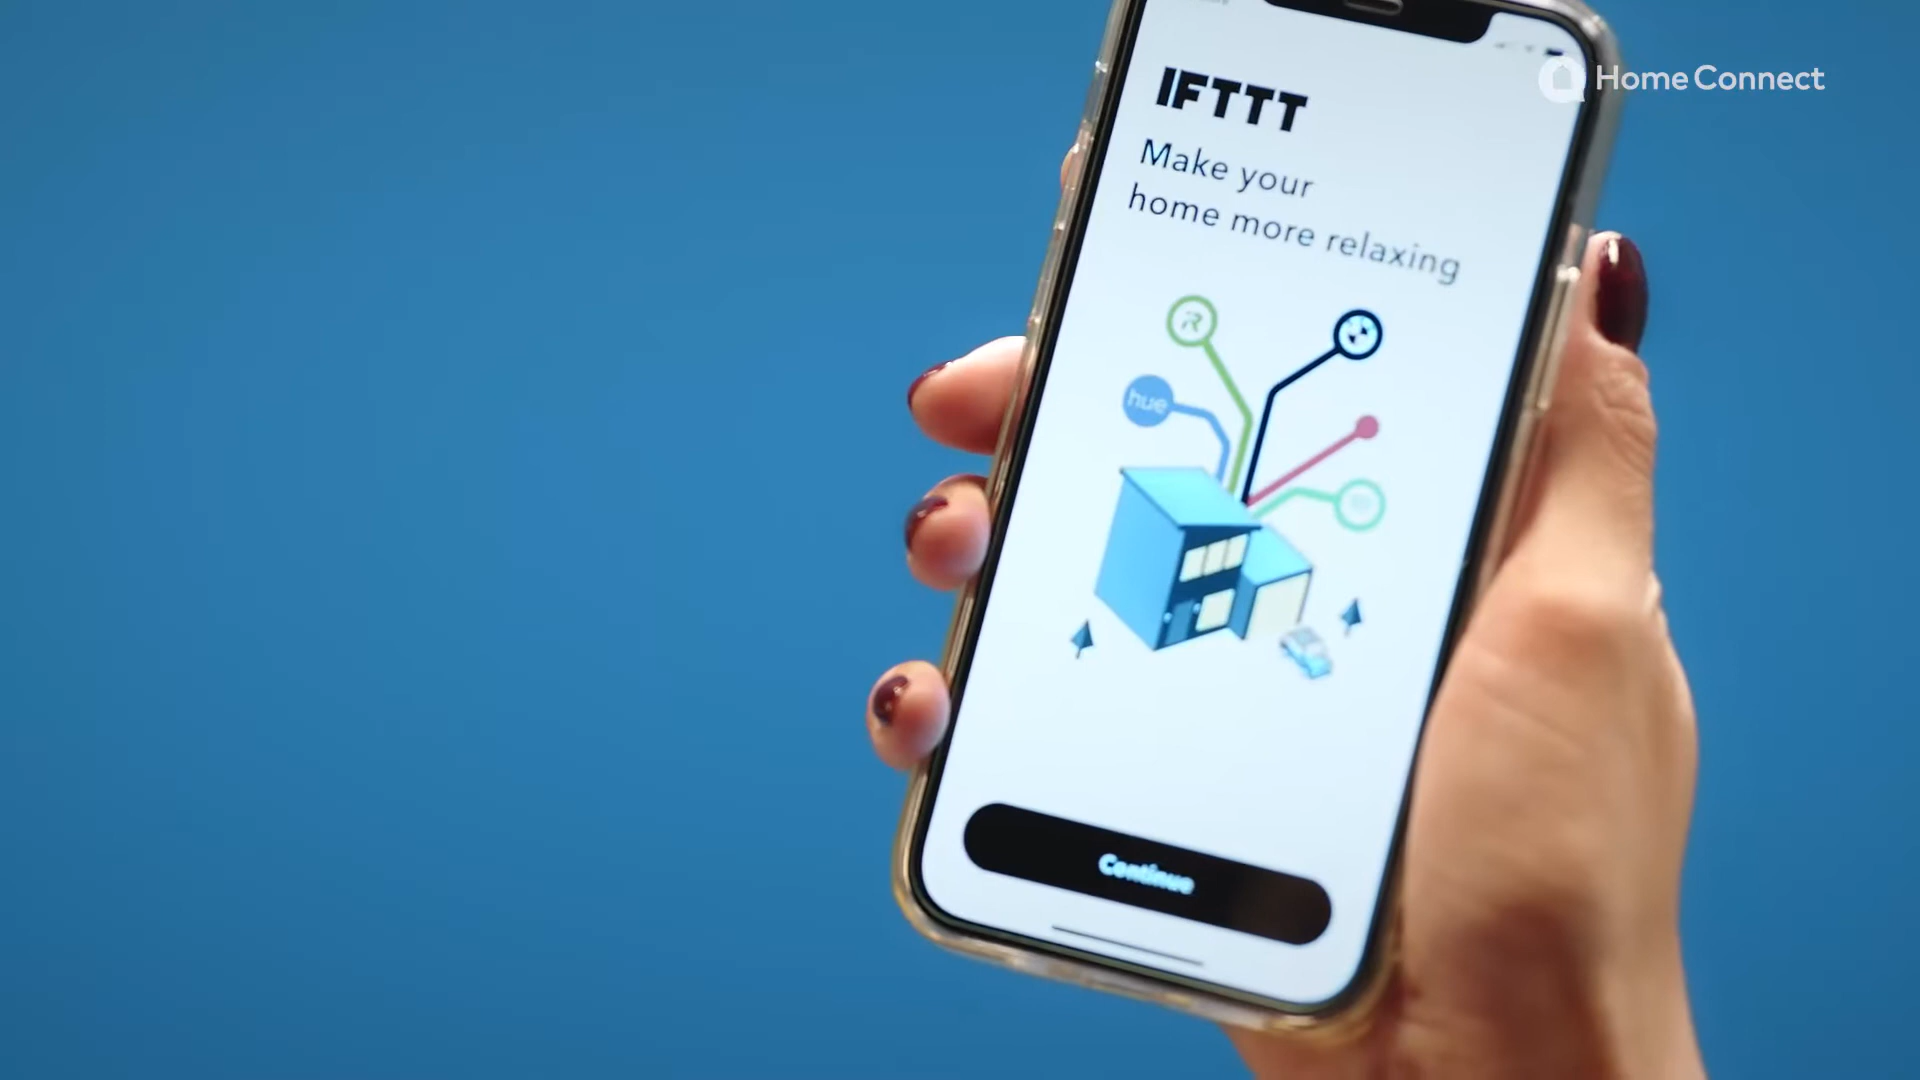 Home Connect
IFTTT
Make your
home more relaxing
hue
Continue